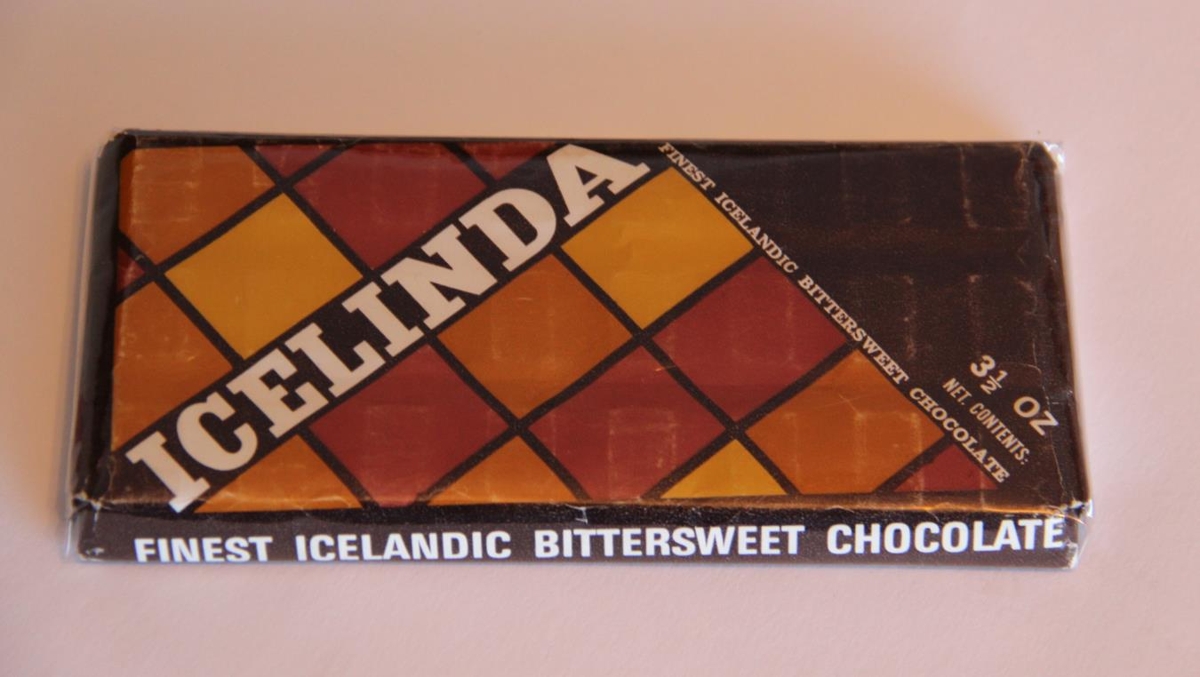 ICELINDA
FINEST ICELANDIC BITTERSWEET CHOCOLATE
3½ OZ
NET. CONTENTS:
FINEST ICELANDIC BITTERSWEET CHOCOLATE